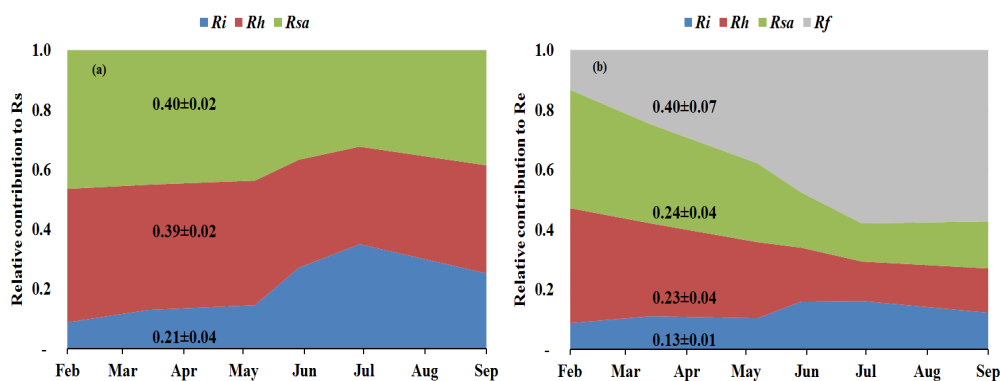 Ri Rh Rsa
Relative contribution to Rs
1.0
0.8
0.6
0.4
0.2
-
(a)
0.40±0.02
0.39±0.02
0.21±0.04
Feb Mar Apr May Jun Jul Aug Sep
Ri Rh Rsa Rf
Relative contribution to Re
1.0
0.8
0.6
0.4
0.2
-
(b)
0.40±0.07
0.24±0.04
0.23±0.04
0.13±0.01
Feb Mar Apr May Jun Jul Aug Sep